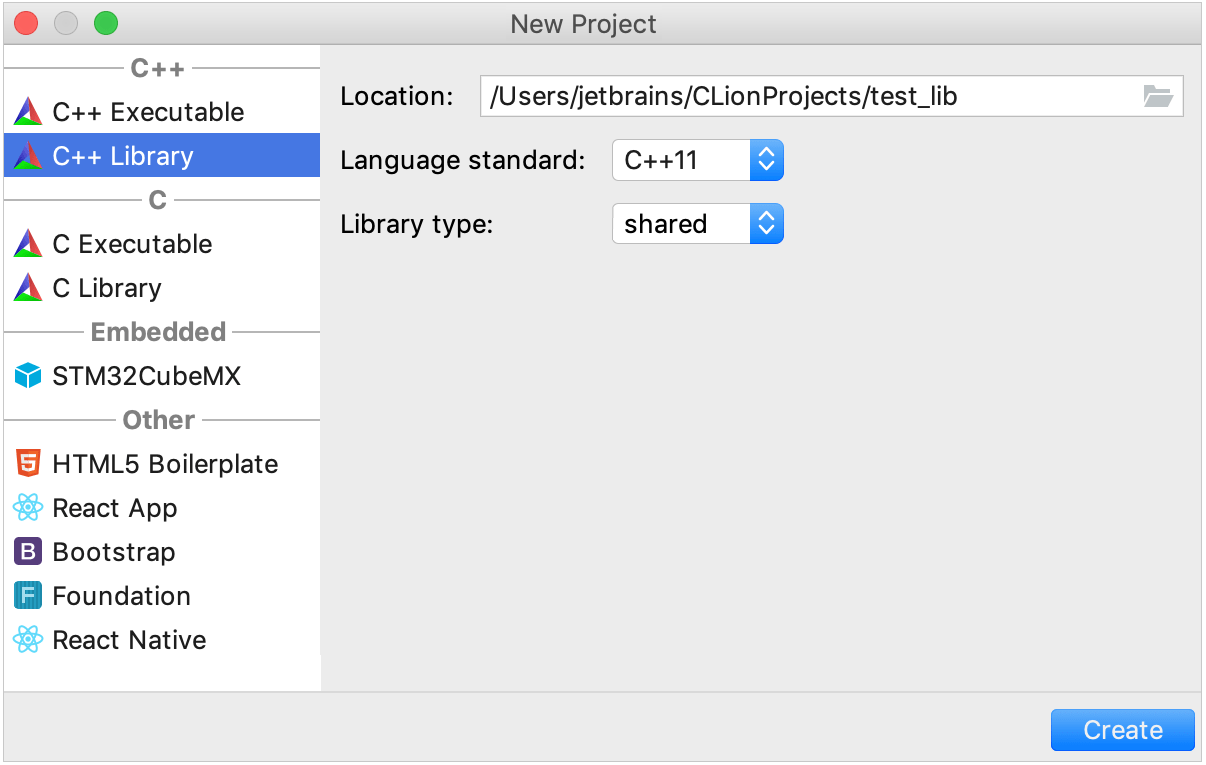 New Project
C++
C++ Executable
C++ Library
C
C Executable
C Library
Embedded
STM32CubeMX
Other
HTML5 Boilerplate
React App
B Bootstrap
F Foundation
React Native
Location: /Users/jetbrains/CLionProjects/test_lib
Language standard: C++11
Library type: shared
Create